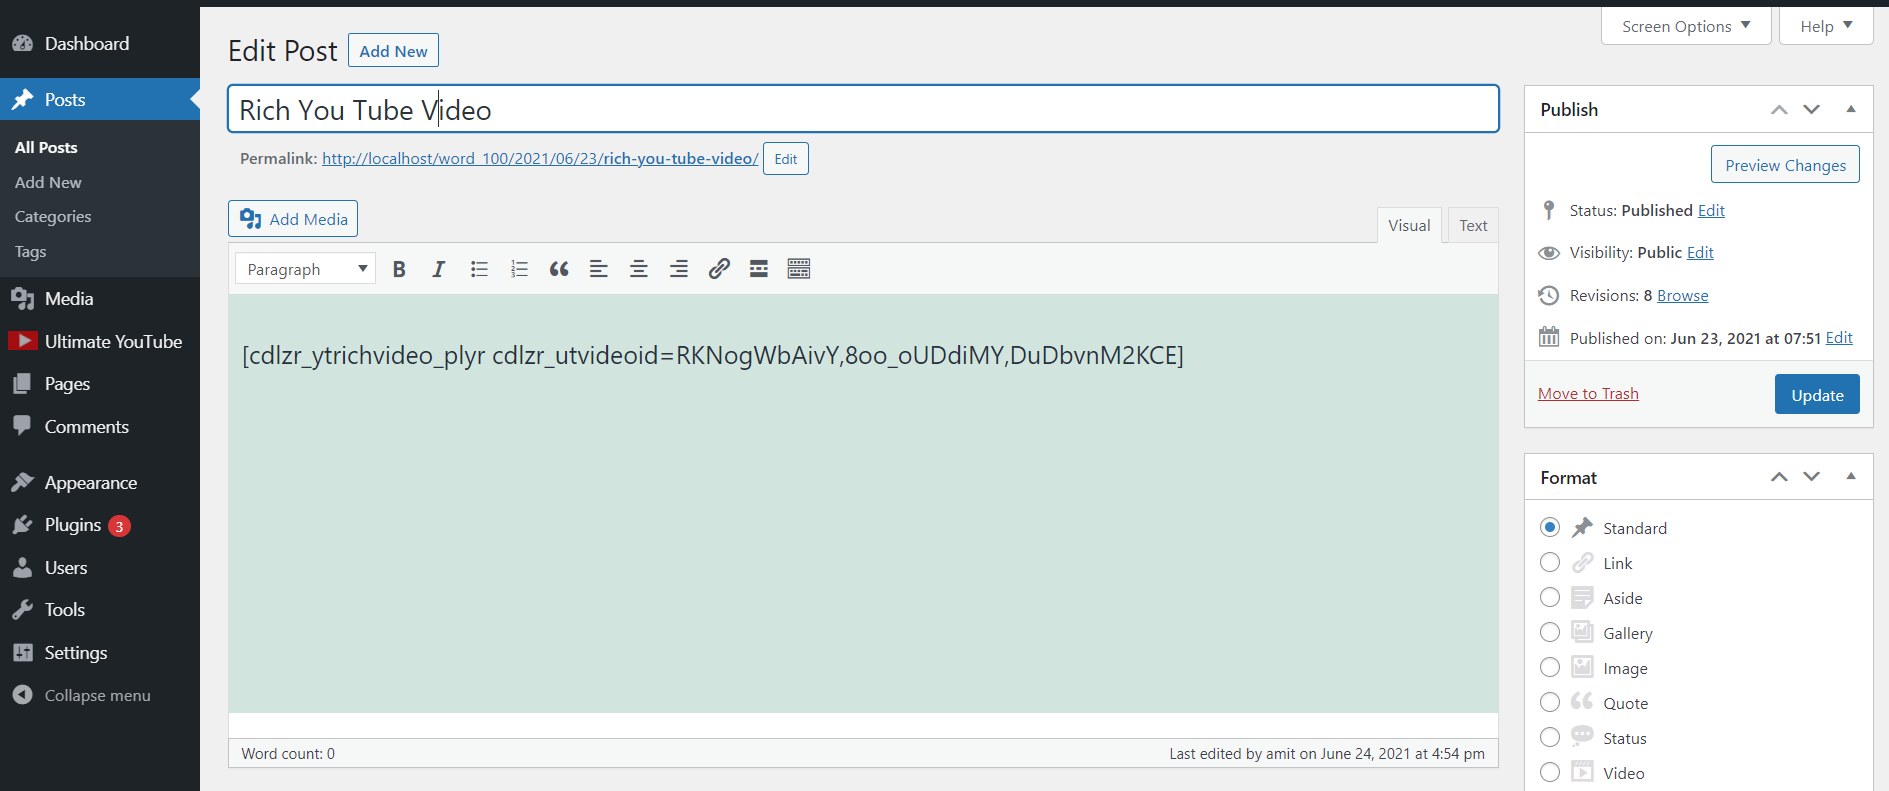 Dashboard
Posts
All Posts
Add New
Categories
Tags
Media
Ultimate YouTube
Pages
Comments
Appearance
Plugins 3
Users
Tools
Settings
Collapse menu
Screen Options
Help
Edit Post
Add New
Rich You Tube Video
Permalink: http://localhost/word_100/2021/06/23/rich-you-tube-video/ Edit
Add Media
Visual
Text
Paragraph
[cdlzr_ytrichvideo_plyr cdlzr_utvideoid=RKNogWbAivY,8oo_oUDdiMY,DuDbvnM2KCE]
Word count: 0
Last edited by amit on June 24, 2021 at 4:54 pm
Publish
Preview Changes
Status: Published Edit
Visibility: Public Edit
Revisions: 8 Browse
Published on: Jun 23, 2021 at 07:51 Edit
Move to Trash
Update
Format
Standard
Link
Aside
Gallery
Image
Quote
Status
Video